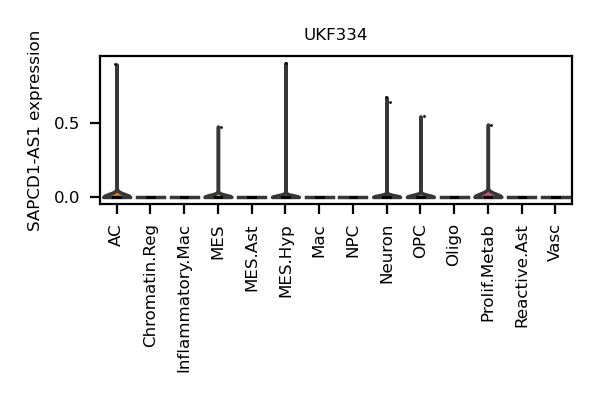 UKF334
SAPCD1-AS1 expression
0.5
0.0
AC
Chromatin.Reg
Inflammatory.Mac
MES
MES.Ast
MES.Hyp
Mac
NPC
Neuron
OPC
Oligo
Prolif.Metab
Reactive.Ast
Vasc